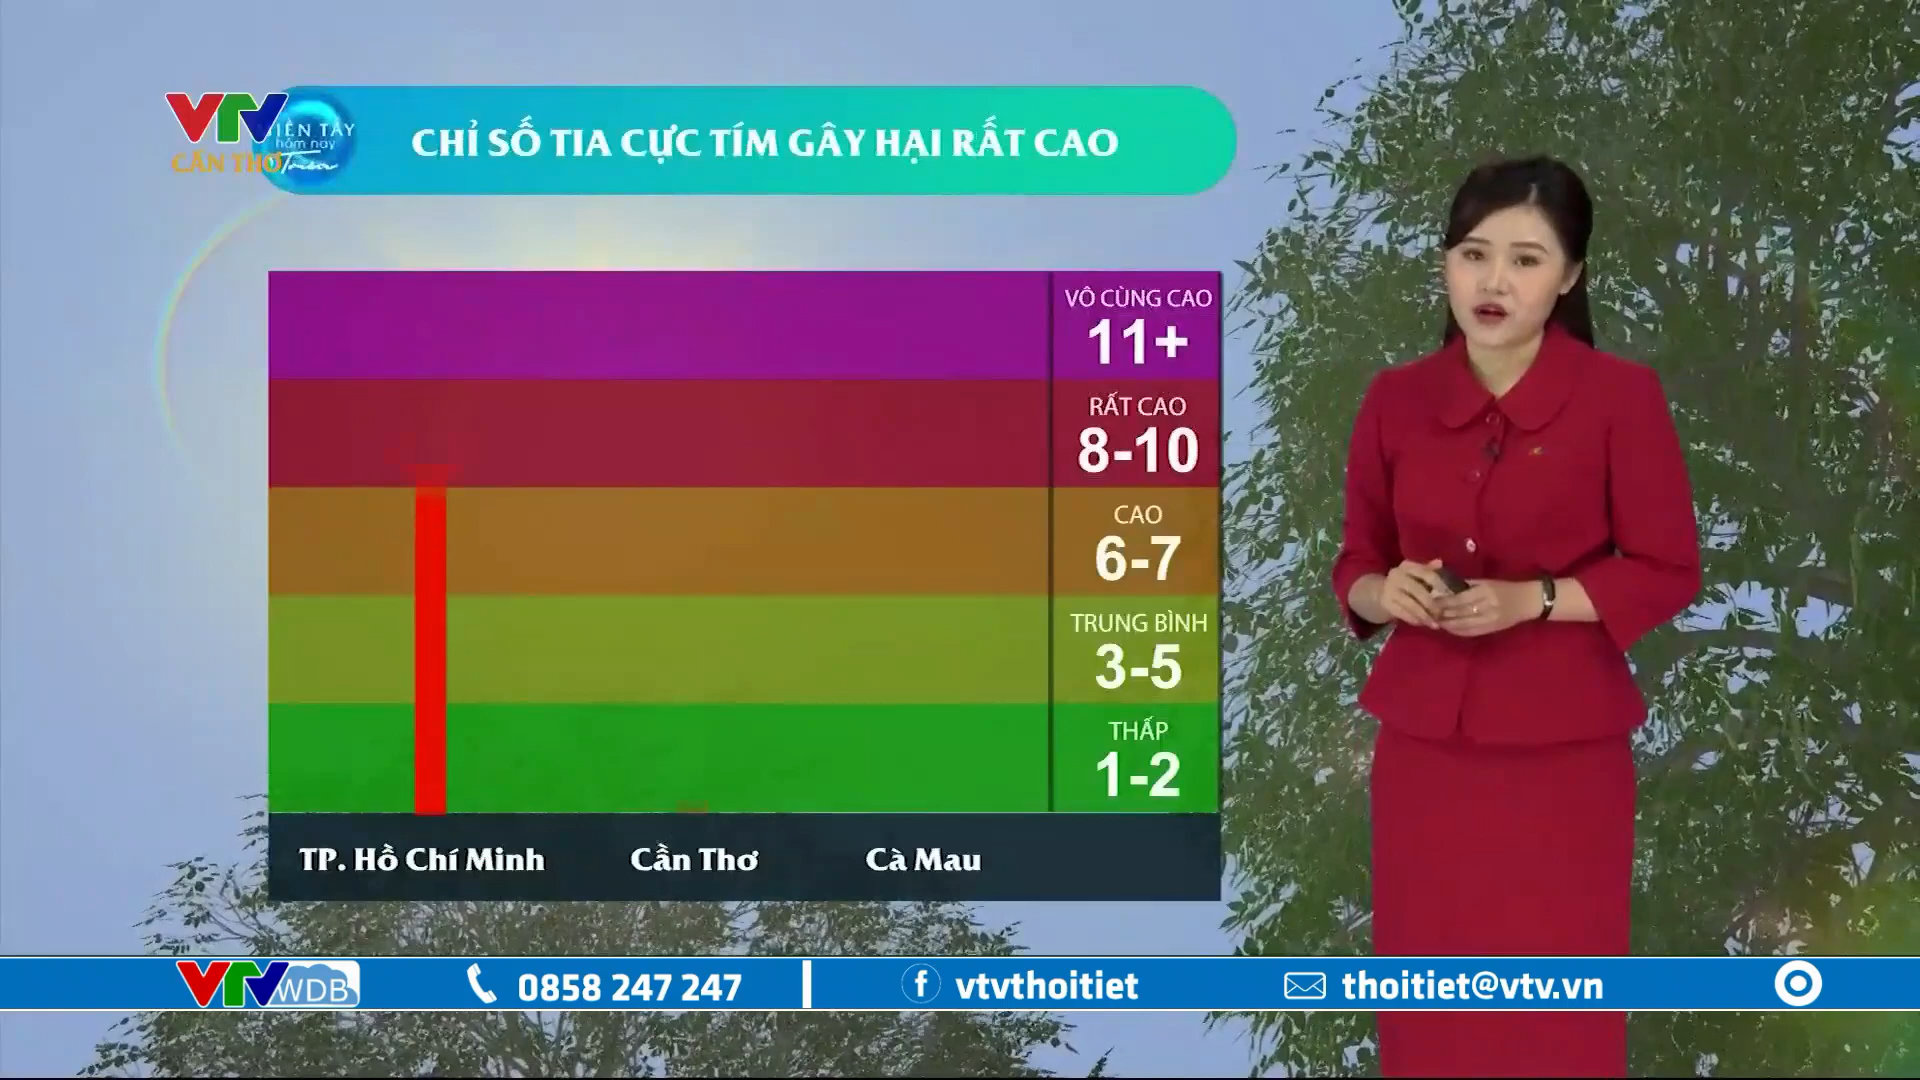 VTV
CẦN THƠ
hôm nay
CHỈ SỐ TIA CỰC TÍM GÂY HẠI RẤT CAO
VÔ CÙNG CAO
11+
RẤT CAO
8-10
CAO
6-7
TRUNG BÌNH
3-5
THẤP
1-2
TP. Hồ Chí Minh Cần Thơ Cà Mau
VTV WDB 0858 247 247 vtvthoitiet thoitiet@vtv.vn